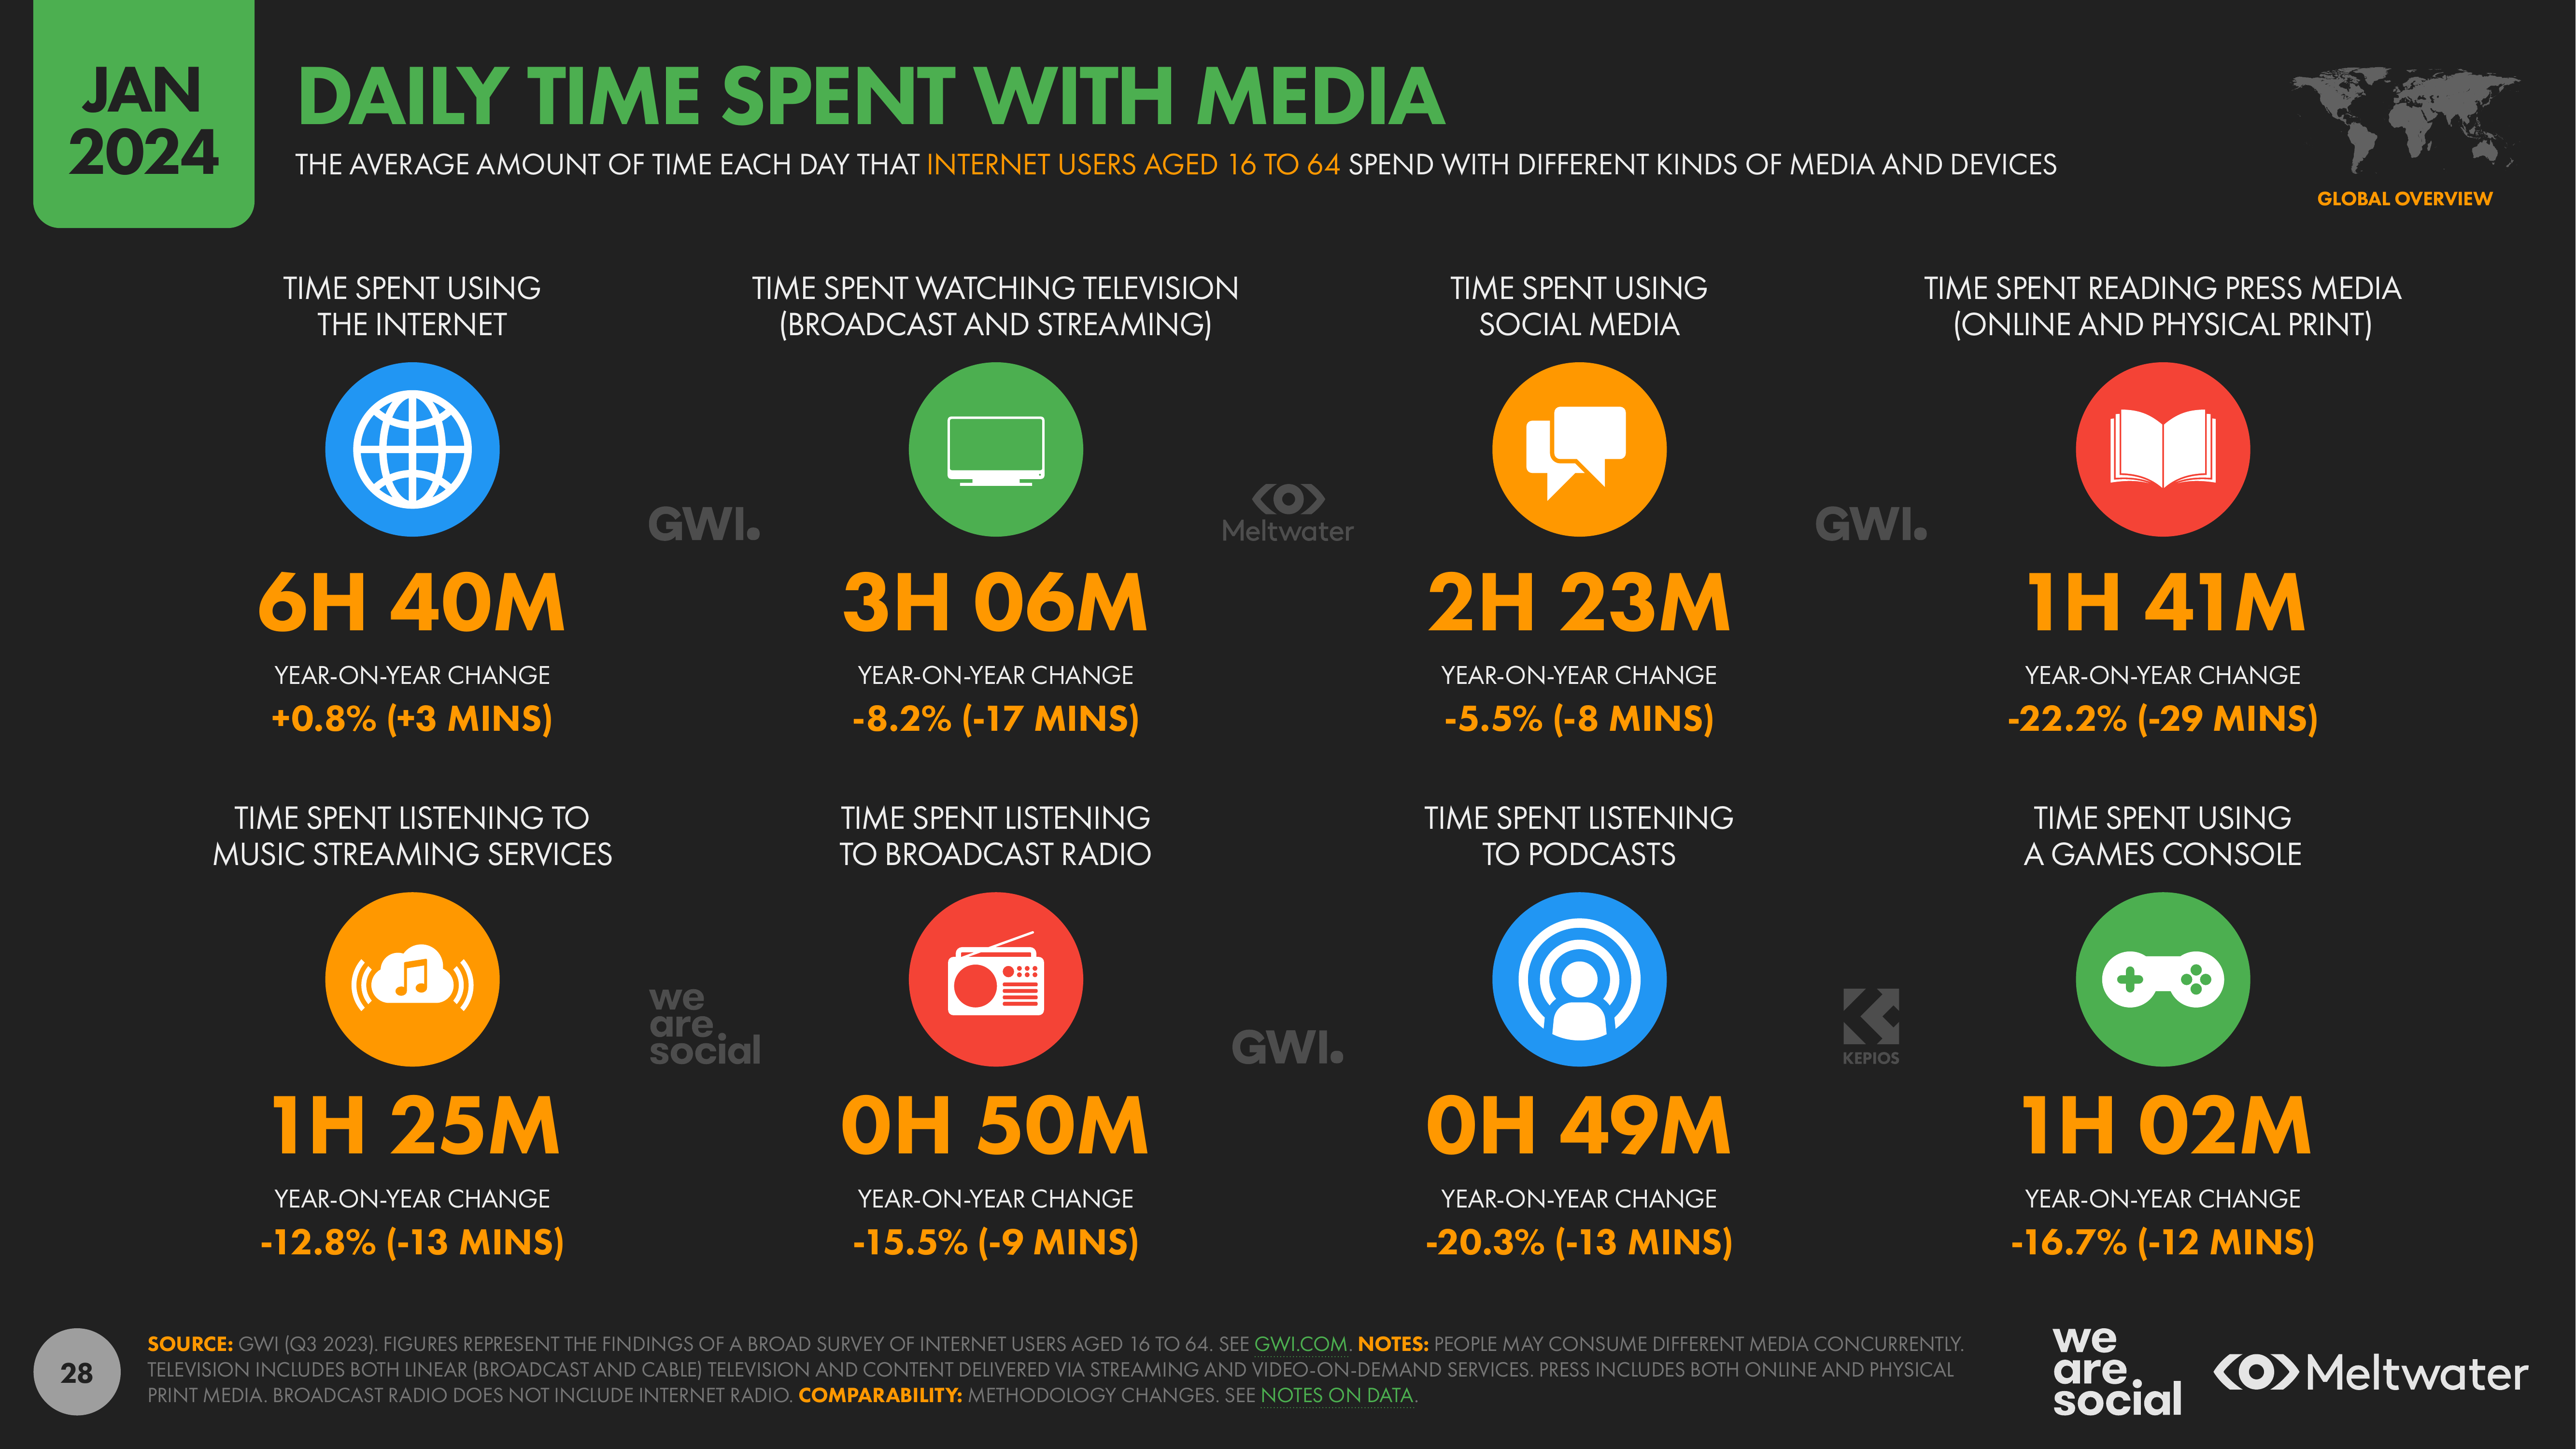 JAN
2024
DAILY TIME SPENT WITH MEDIA
THE AVERAGE AMOUNT OF TIME EACH DAY THAT INTERNET USERS AGED 16 TO 64 SPEND WITH DIFFERENT KINDS OF MEDIA AND DEVICES
GLOBAL OVERVIEW
TIME SPENT USING
THE INTERNET
6H 40M
YEAR-ON-YEAR CHANGE
+0.8% (+3 MINS)
GWI.
TIME SPENT WATCHING TELEVISION
(BROADCAST AND STREAMING)
3H 06M
YEAR-ON-YEAR CHANGE
-8.2% (-17 MINS)
Meltwater
TIME SPENT USING
SOCIAL MEDIA
2H 23M
YEAR-ON-YEAR CHANGE
-5.5% (-8 MINS)
GWI.
TIME SPENT READING PRESS MEDIA
(ONLINE AND PHYSICAL PRINT)
1H 41M
YEAR-ON-YEAR CHANGE
-22.2% (-29 MINS)
TIME SPENT LISTENING TO
MUSIC STREAMING SERVICES
1H 25M
YEAR-ON-YEAR CHANGE
-12.8% (-13 MINS)
we
are
social
TIME SPENT LISTENING
TO BROADCAST RADIO
0H 50M
YEAR-ON-YEAR CHANGE
-15.5% (-9 MINS)
GWI.
TIME SPENT LISTENING
TO PODCASTS
0H 49M
YEAR-ON-YEAR CHANGE
-20.3% (-13 MINS)
KEPIOS
TIME SPENT USING
A GAMES CONSOLE
1H 02M
YEAR-ON-YEAR CHANGE
-16.7% (-12 MINS)
28
SOURCE: GWI (Q3 2023). FIGURES REPRESENT THE FINDINGS OF A BROAD SURVEY OF INTERNET USERS AGED 16 TO 64. SEE GWI.COM. NOTES: PEOPLE MAY CONSUME DIFFERENT MEDIA CONCURRENTLY.
TELEVISION INCLUDES BOTH LINEAR (BROADCAST AND CABLE) TELEVISION AND CONTENT DELIVERED VIA STREAMING AND VIDEO-ON-DEMAND SERVICES. PRESS INCLUDES BOTH ONLINE AND PHYSICAL
PRINT MEDIA. BROADCAST RADIO DOES NOT INCLUDE INTERNET RADIO. COMPARABILITY: METHODOLOGY CHANGES. SEE NOTES ON DATA.
we
are
social
Meltwater